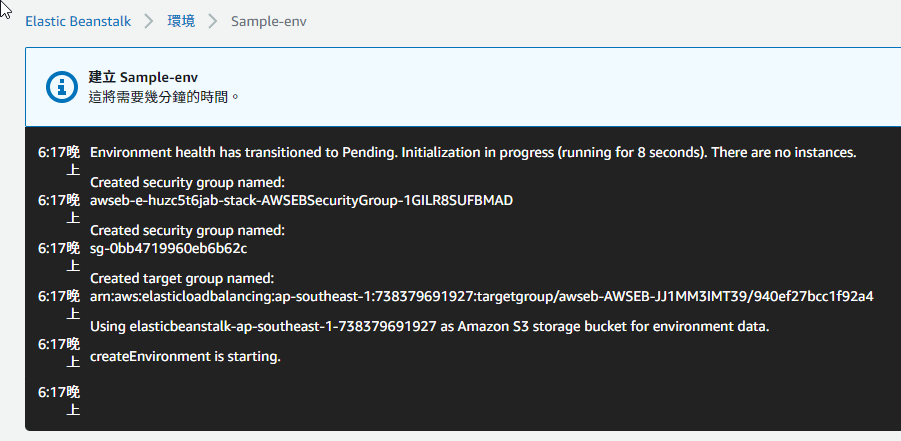 Elastic Beanstalk > 環境 > Sample-env
建立 Sample-env
這將需要幾分鐘的時間。
6:17晚上 Environment health has transitioned to Pending. Initialization in progress (running for 8 seconds). There are no instances.
Created security group named:
6:17晚上 awseb-e-huzc5t6jab-stack-AWSEBSecurityGroup-1GILR8SUFBMAD
Created security group named:
6:17晚上 sg-0bb4719960eb6b62c
Created target group named:
6:17晚上 arn:aws:elasticloadbalancing:ap-southeast-1:738379691927:targetgroup/awseb-AWSEB-JJ1MM3IMT39/940ef27bcc1f92a4
Using elasticbeanstalk-ap-southeast-1-738379691927 as Amazon S3 storage bucket for environment data.
6:17晚上 createEnvironment is starting.
6:17晚上